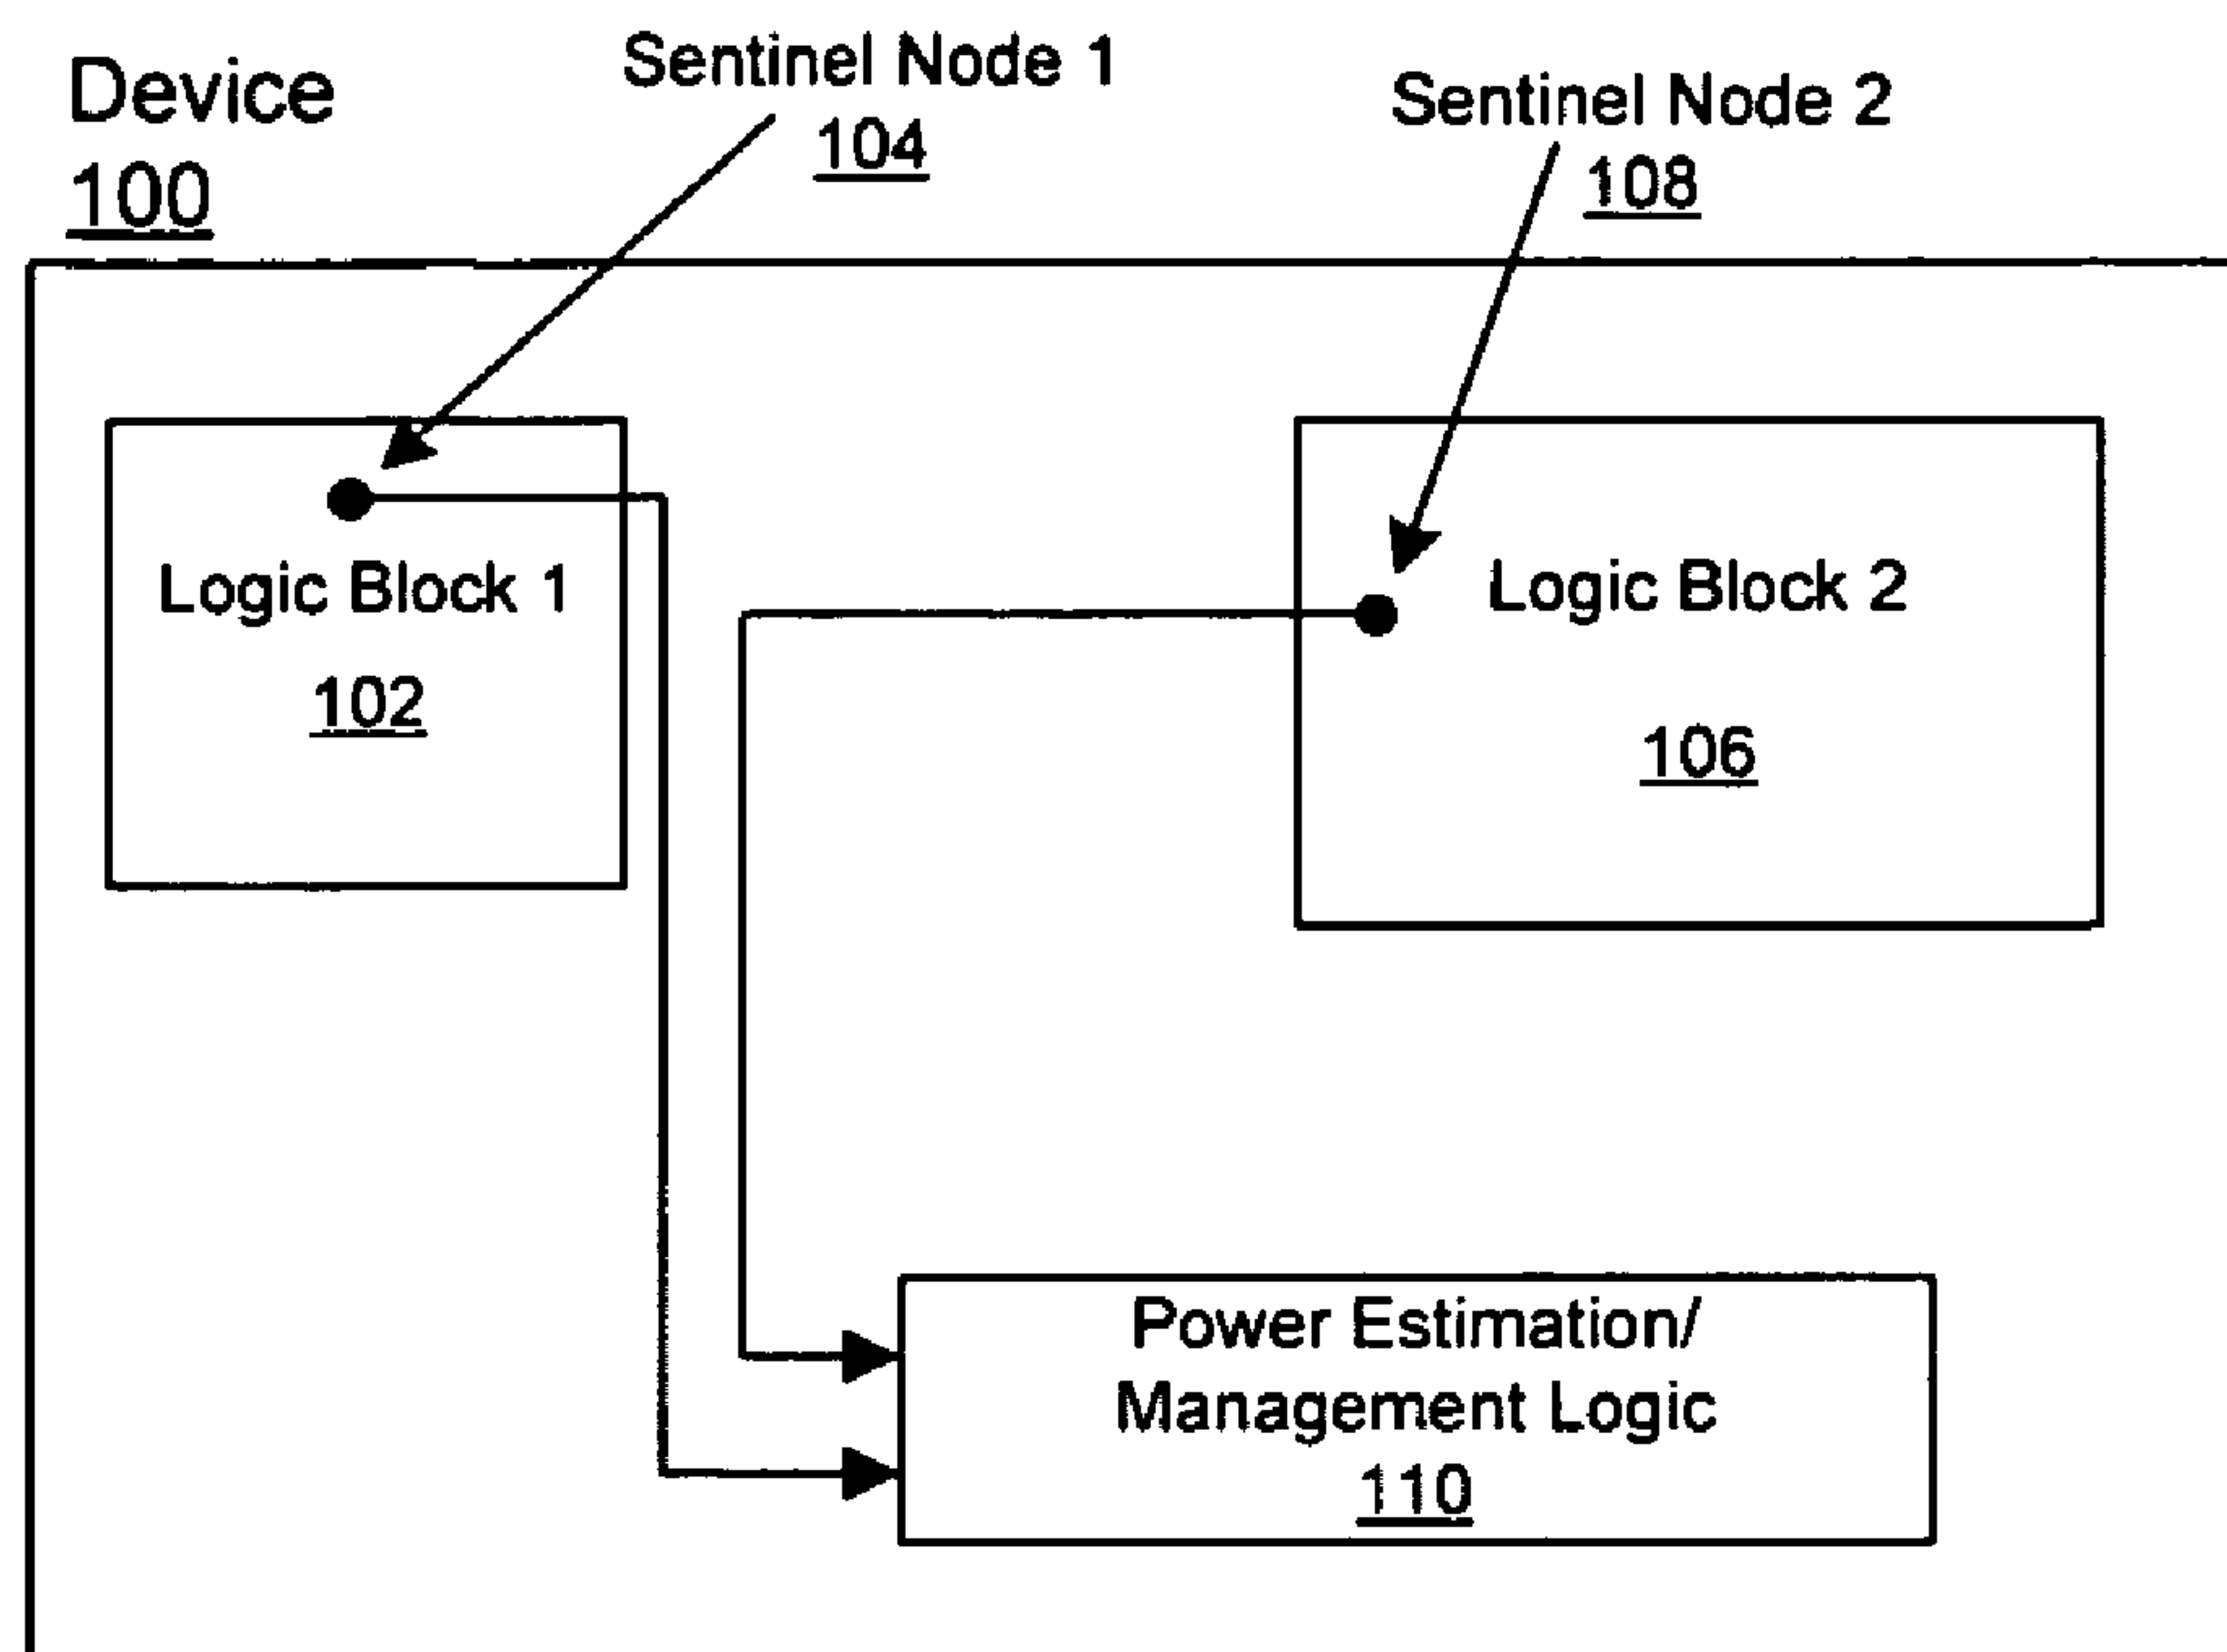 Device
100
Sentinel Node 1
104
Sentinel Node 2
108
Logic Block 1
102
Logic Block 2
106
Power Estimation/
Management Logic
110